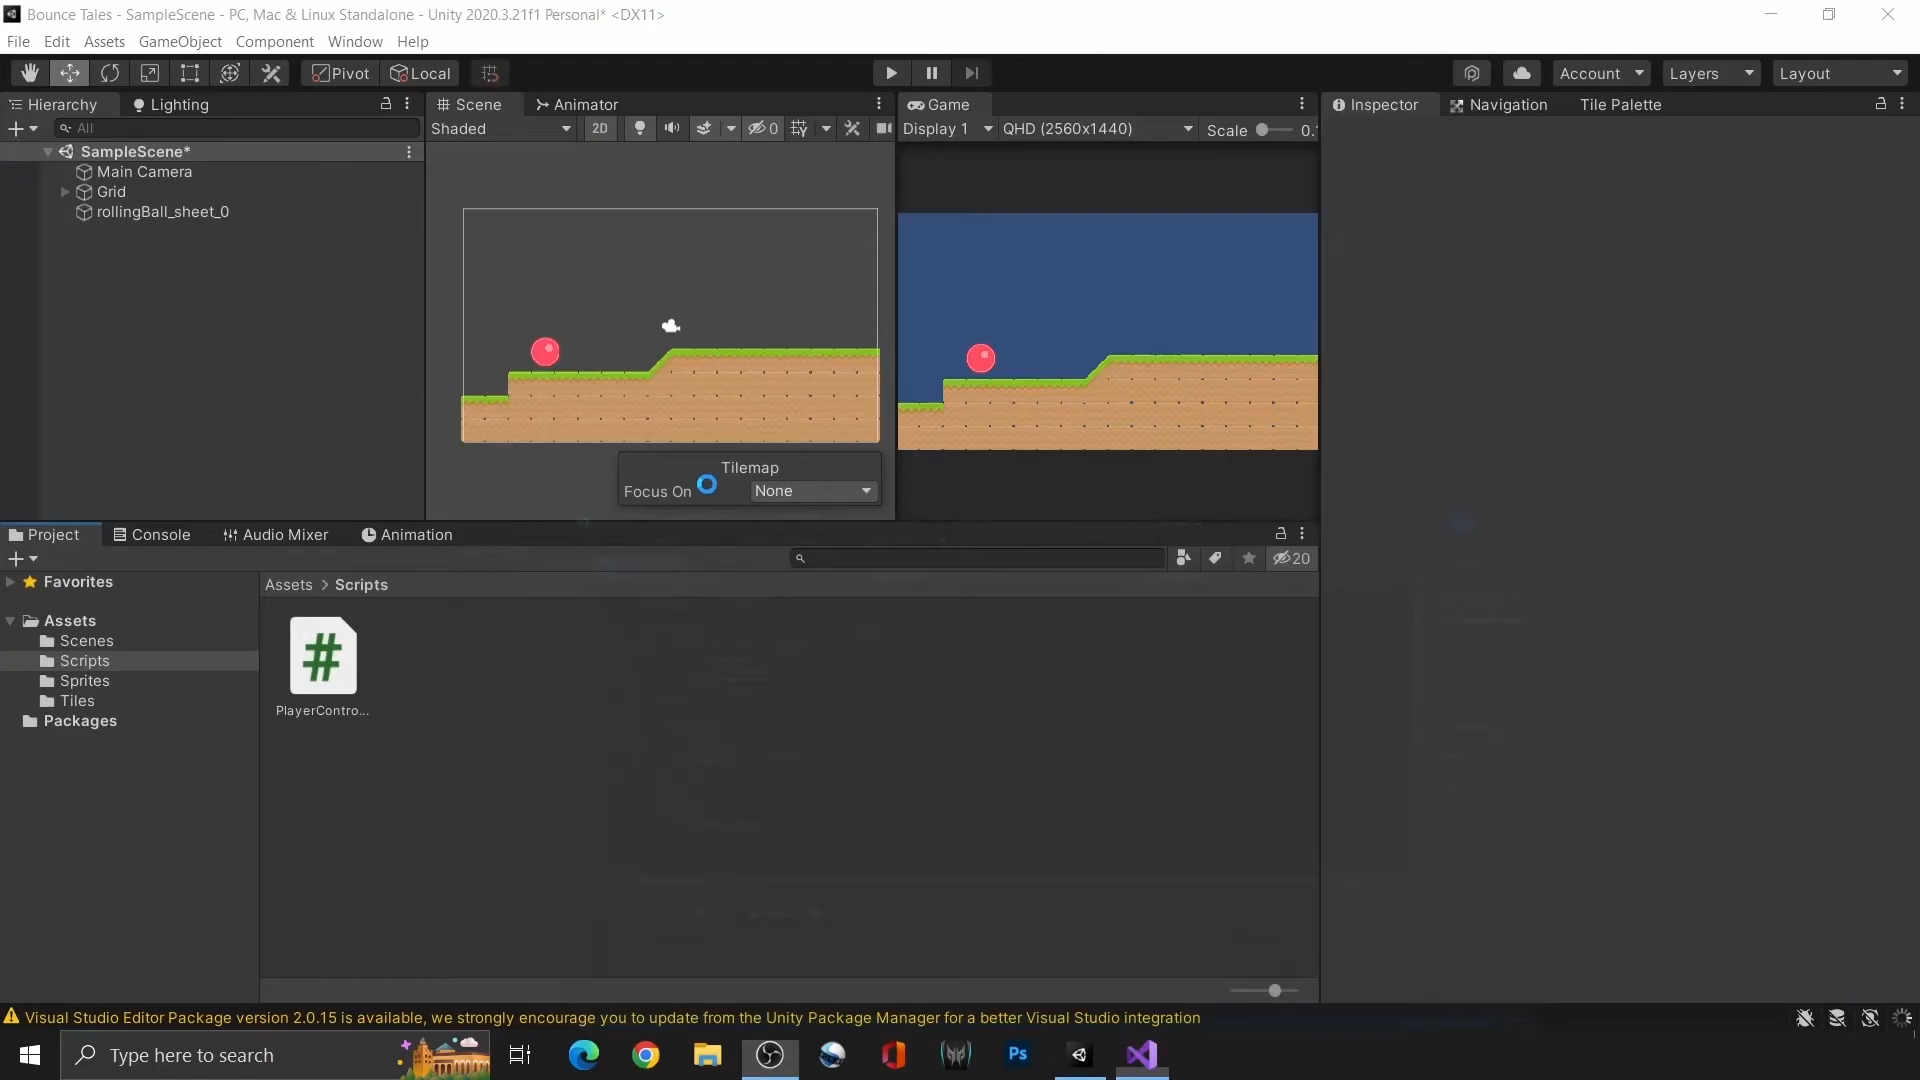 Bounce Tales - SampleScene - PC, Mac & Linux Standalone - Unity 2020.3.21f1 Personal* <DX11>
File Edit Assets GameObject Component Window Help
Pivot Local Account Layers Layout
Hierarchy Lighting
Scene Animator
Game
Inspector Navigation Tile Palette
All
Shaded 2D 0
Display 1 QHD (2560x1440) Scale 0.
SampleScene*
Main Camera
Grid
rollingBall_sheet_0
Tilemap
Focus On None
Project Console Audio Mixer Animation
20
Favorites
Assets > Scripts
Assets
Scenes
Scripts
Sprites
Tiles
Packages
#
PlayerContro...
Visual Studio Editor Package version 2.0.15 is available, we strongly encourage you to update from the Unity Package Manager for a better Visual Studio integration
Type here to search
Ps